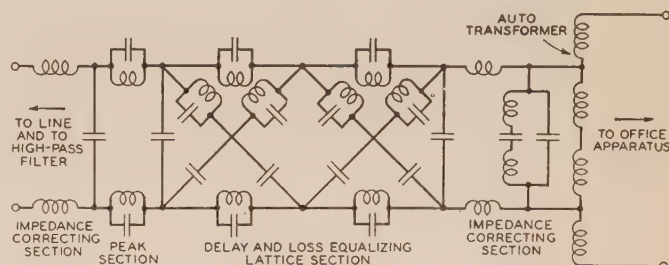 AUTO
TRANSFORMER
TO LINE
AND TO
HIGH-PASS
FILTER
TO OFFICE
APPARATUS
IMPEDANCE
CORRECTING
SECTION
PEAK
SECTION
DELAY AND LOSS EQUALIZING
LATTICE SECTION
IMPEDANCE
CORRECTING
SECTION